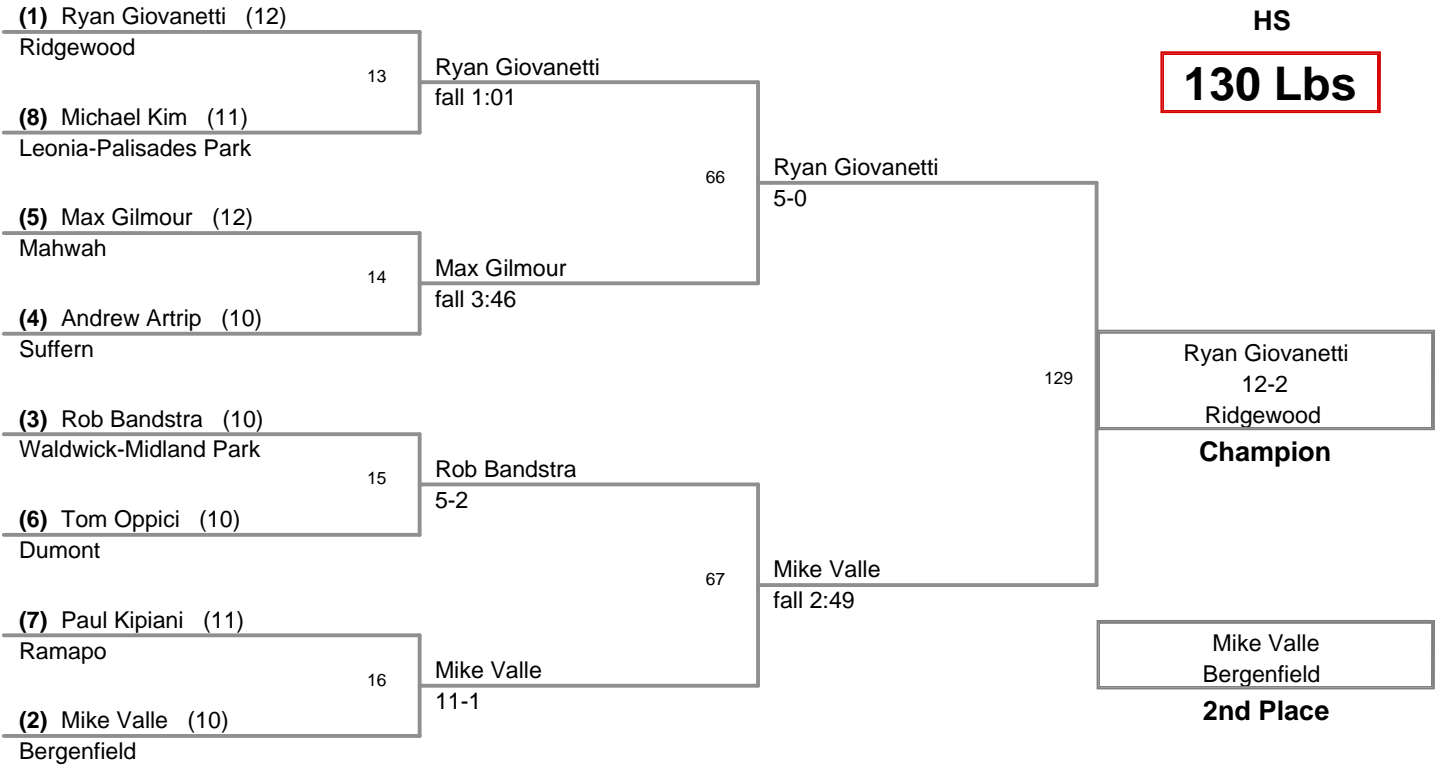 (1) Ryan Giovanetti (12)
Ridgewood
13
(8) Michael Kim (11)
Leonia-Palisades Park
(5) Max Gilmour (12)
Mahwah
14
(4) Andrew Artrip (10)
Suffern
(3) Rob Bandstra (10)
Waldwick-Midland Park
15
(6) Tom Oppici (10)
Dumont
(7) Paul Kipiani (11)
Ramapo
16
(2) Mike Valle (10)
Bergenfield
Ryan Giovanetti
fall 1:01
66
Max Gilmour
fall 3:46
Rob Bandstra
5-2
67
Mike Valle
11-1
Ryan Giovanetti
5-0
129
Mike Valle
fall 2:49
HS
130 Lbs
Ryan Giovanetti
12-2
Ridgewood
Champion
Mike Valle
Bergenfield
2nd Place